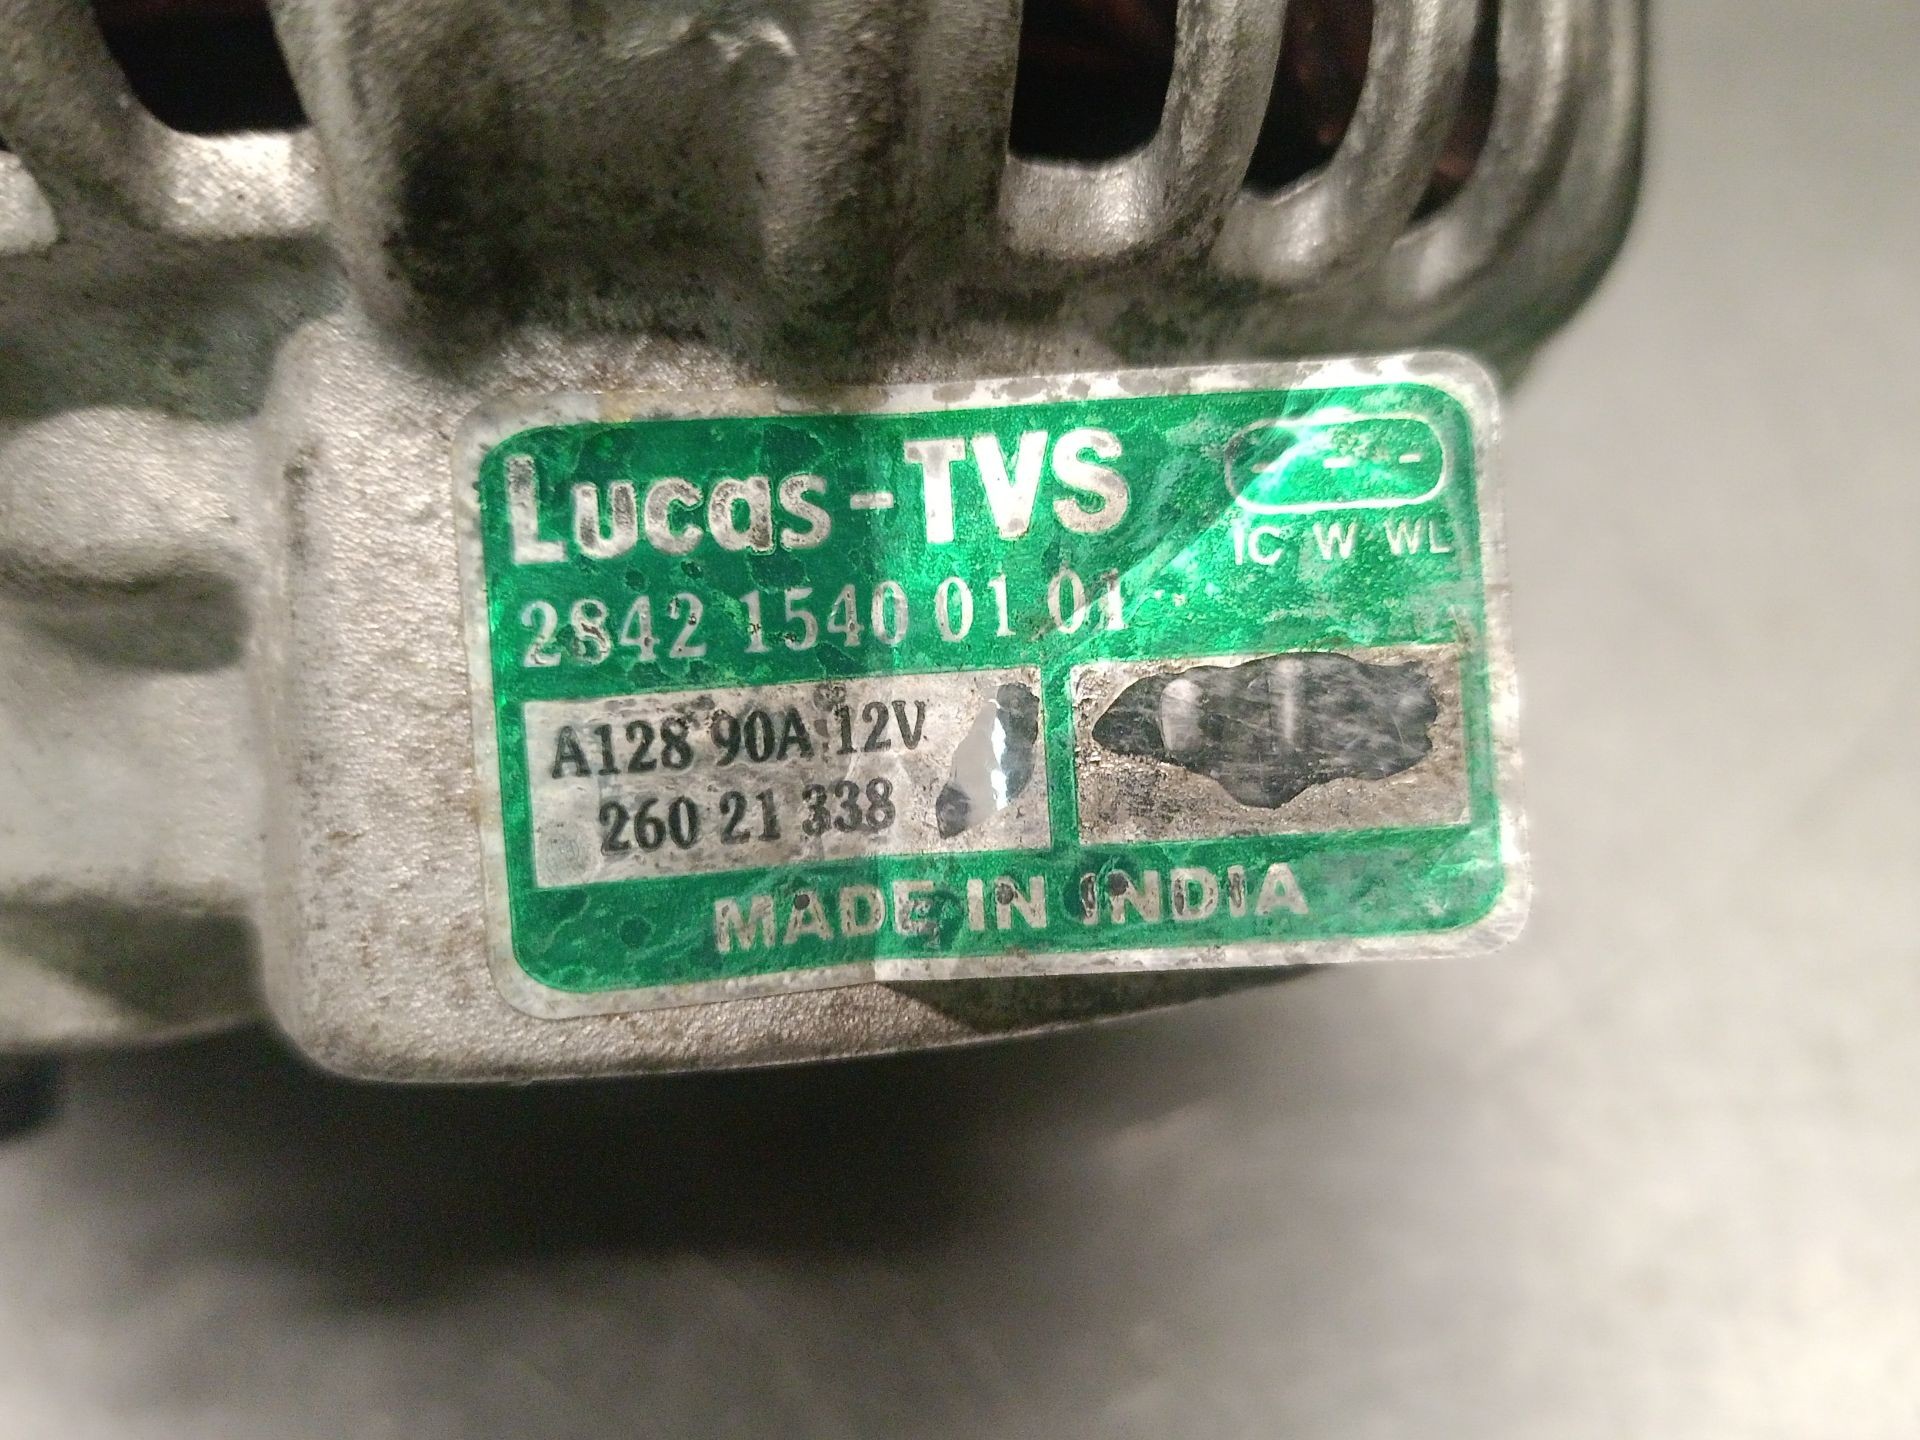 Lucas-TVS
- - -
IC W WL
2842 1540 01 01
A128 90A 12V
260 21 338
MADE IN INDIA